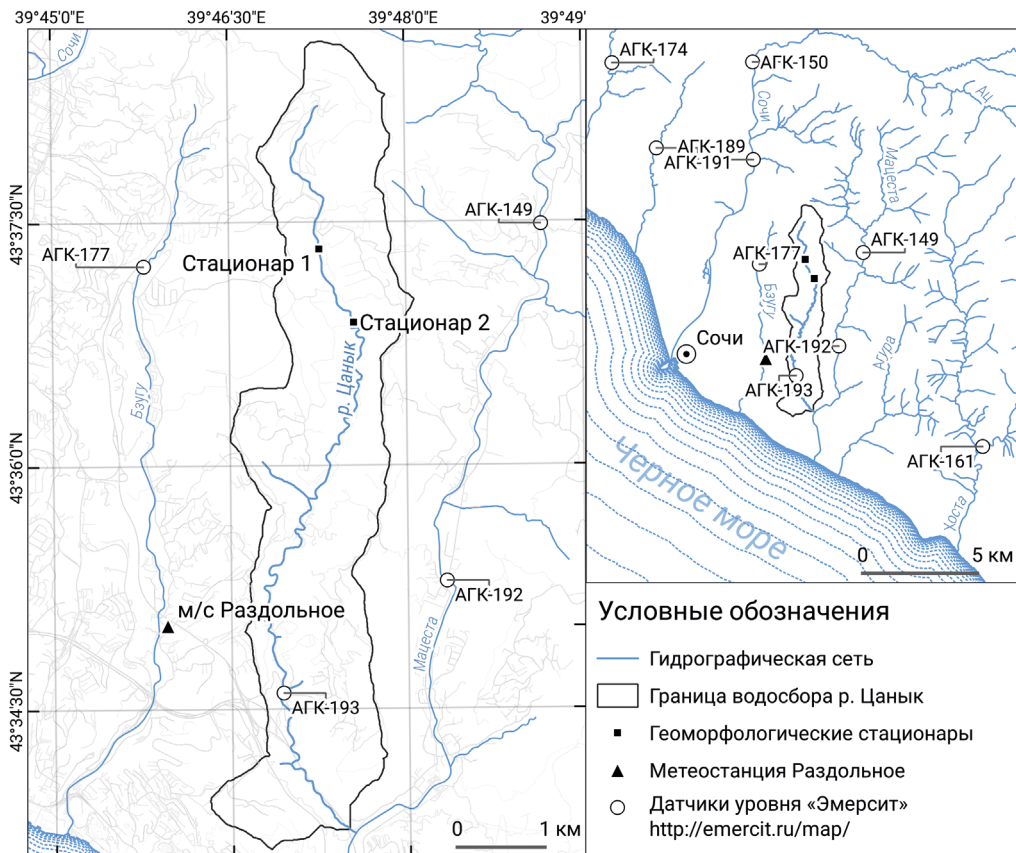 39°45'0"E
39°46'30"E
39°48'0"E
39°49'
43°37'30"N
43°36'0"N
43°34'30"N
Сочи
АГК-149
АГК-177
Стационар 1
Стационар 2
р. Цанык
Бзугу
АГК-192
м/с Раздольное
Мацеста
АГК-193
0 1 км
АГК-174
АГК-150
Сочи
Ац
АГК-189
АГК-191
Мацеста
АГК-149
АГК-177
Бзугу
Сочи
АГК-192
Агура
АГК-193
АГК-161
Хоста
Черное море
0 5 км
Условные обозначения
Гидрографическая сеть
Граница водосбора р. Цанык
Геоморфологические стационары
Метеостанция Раздольное
Датчики уровня «Эмерсит»
http://emercit.ru/map/